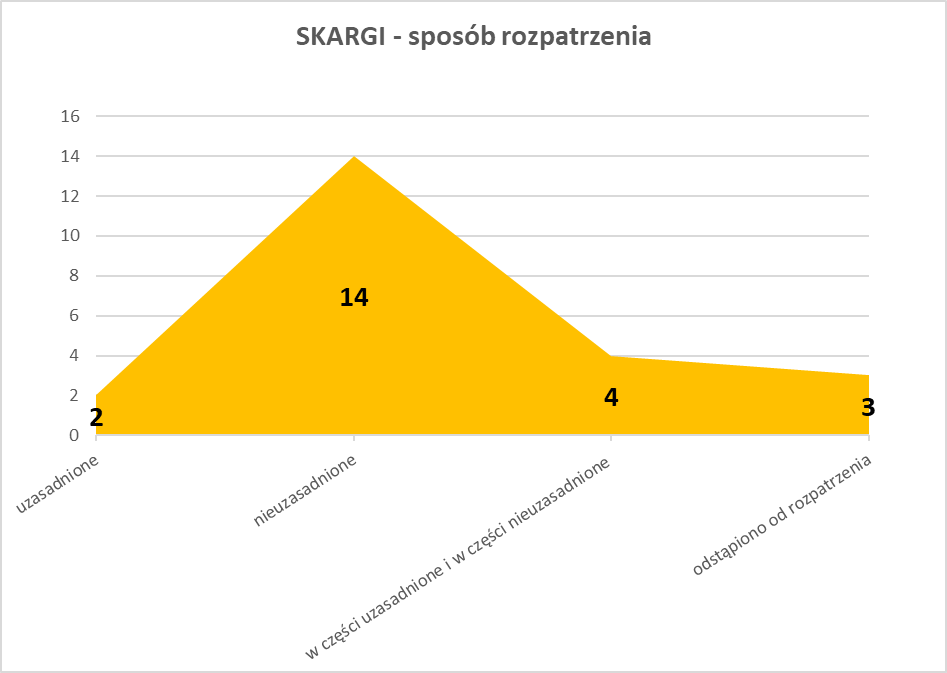 SKARGI - sposób rozpatrzenia
16
14
12
10
8
6
4
2
0
2
14
4
3
uzasadnione
nieuzasadnione
w części uzasadnione i w części nieuzasadnione
odstąpiono od rozpatrzenia